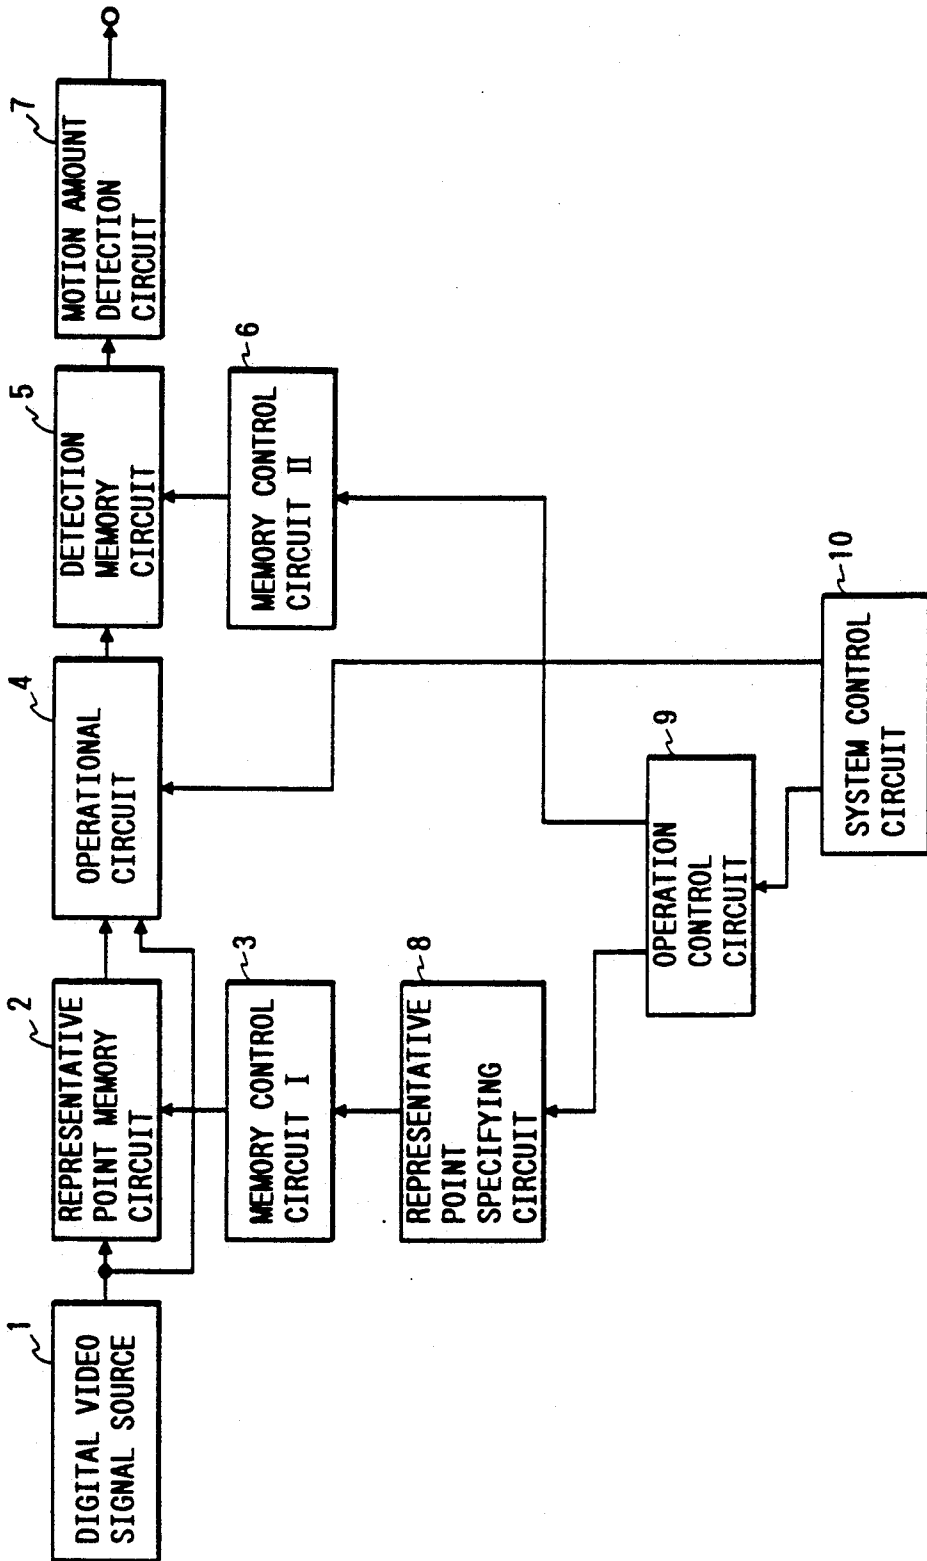 1
DIGITAL VIDEO
SIGNAL SOURCE
2
REPRESENTATIVE
POINT MEMORY
CIRCUIT
4
OPERATIONAL
CIRCUIT
5
DETECTION
MEMORY
CIRCUIT
7
MOTION AMOUNT
DETECTION
CIRCUIT
3
MEMORY CONTROL
CIRCUIT I
6
MEMORY CONTROL
CIRCUIT II
8
REPRESENTATIVE
POINT
SPECIFYING
CIRCUIT
9
OPERATION
CONTROL
CIRCUIT
10
SYSTEM CONTROL
CIRCUIT